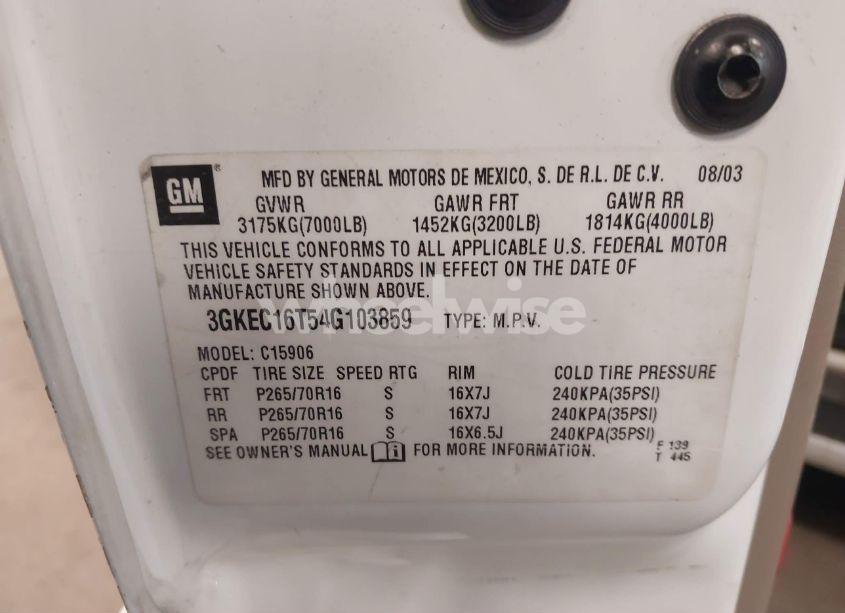 GM
MFD BY GENERAL MOTORS DE MEXICO, S. DE R.L. DE C.V. 08/03
GVWR GAWR FRT GAWR RR
3175KG(7000LB) 1452KG(3200LB) 1814KG(4000LB)
THIS VEHICLE CONFORMS TO ALL APPLICABLE U.S. FEDERAL MOTOR
VEHICLE SAFETY STANDARDS IN EFFECT ON THE DATE OF
MANUFACTURE SHOWN ABOVE.
3GKEC16T54G103859 TYPE: M.P.V.
wheelwise
MODEL: C15906
CPDF TIRE SIZE SPEED RTG RIM COLD TIRE PRESSURE
FRT P265/70R16 S 16X7J 240KPA(35PSI)
RR P265/70R16 S 16X7J 240KPA(35PSI)
SPA P265/70R16 S 16X6.5J 240KPA(35PSI)
SEE OWNER'S MANUAL i FOR MORE INFORMATION.
F 139
T 445